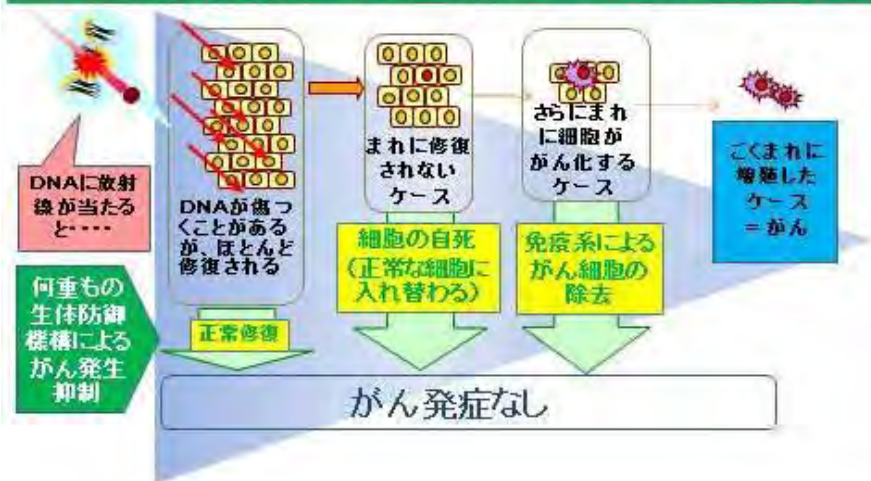 DNAに放射
線が当たる
と・・・・
何重もの
生体防御
機構による
がん発生
抑制
DNAが傷つ
くことがある
が、ほとんど
修復される
正常修復
まれに修復
されない
ケース
細胞の自死
(正常な細胞に
入れ替わる)
さらにまれ
に細胞が
がん化する
ケース
免疫系による
がん細胞の
除去
ごくまれに
増殖した
ケース
=がん
がん発症なし